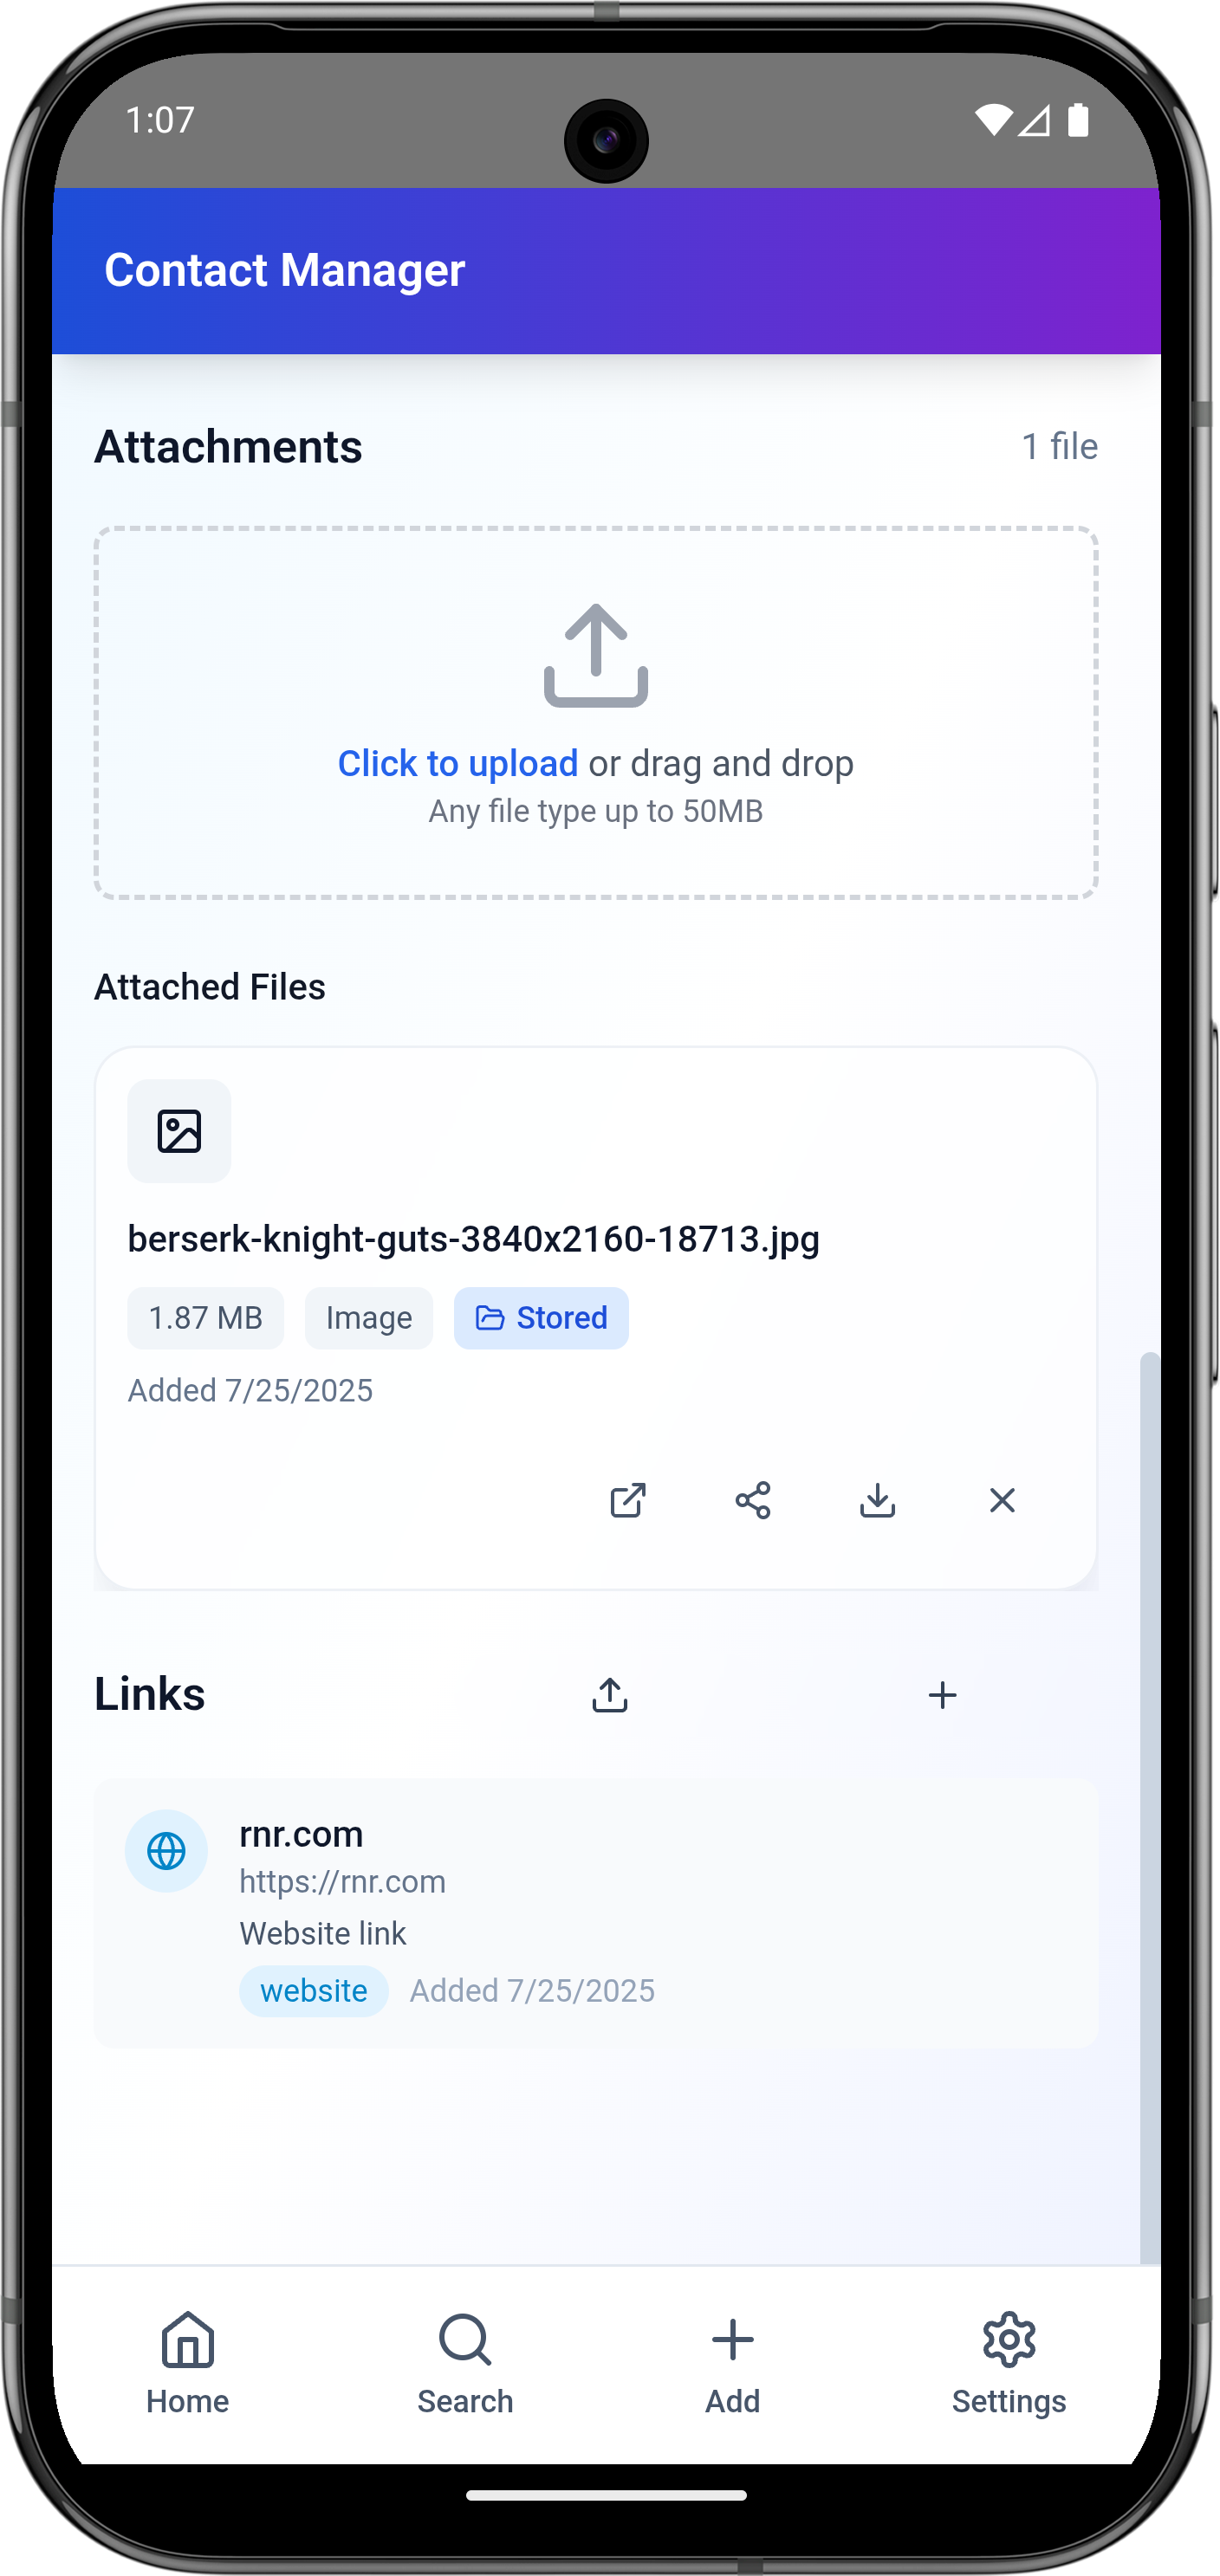 1:07
Contact Manager
Attachments
1 file
Click to upload or drag and drop
Any file type up to 50MB
Attached Files
berserk-knight-guts-3840x2160-18713.jpg
1.87 MB Image Stored
Added 7/25/2025
Links
rnr.com
https://rnr.com
Website link
website Added 7/25/2025
Home Search Add Settings